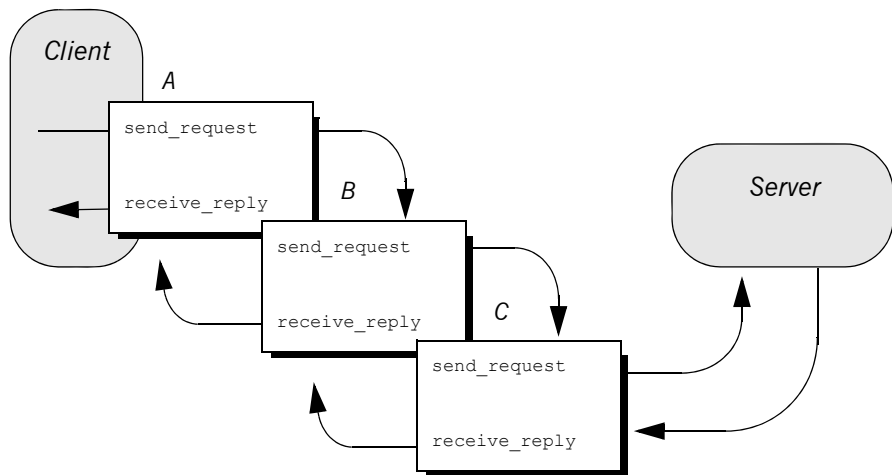 Client
A
send_request
receive_reply
B
send_request
receive_reply
C
send_request
receive_reply
Server